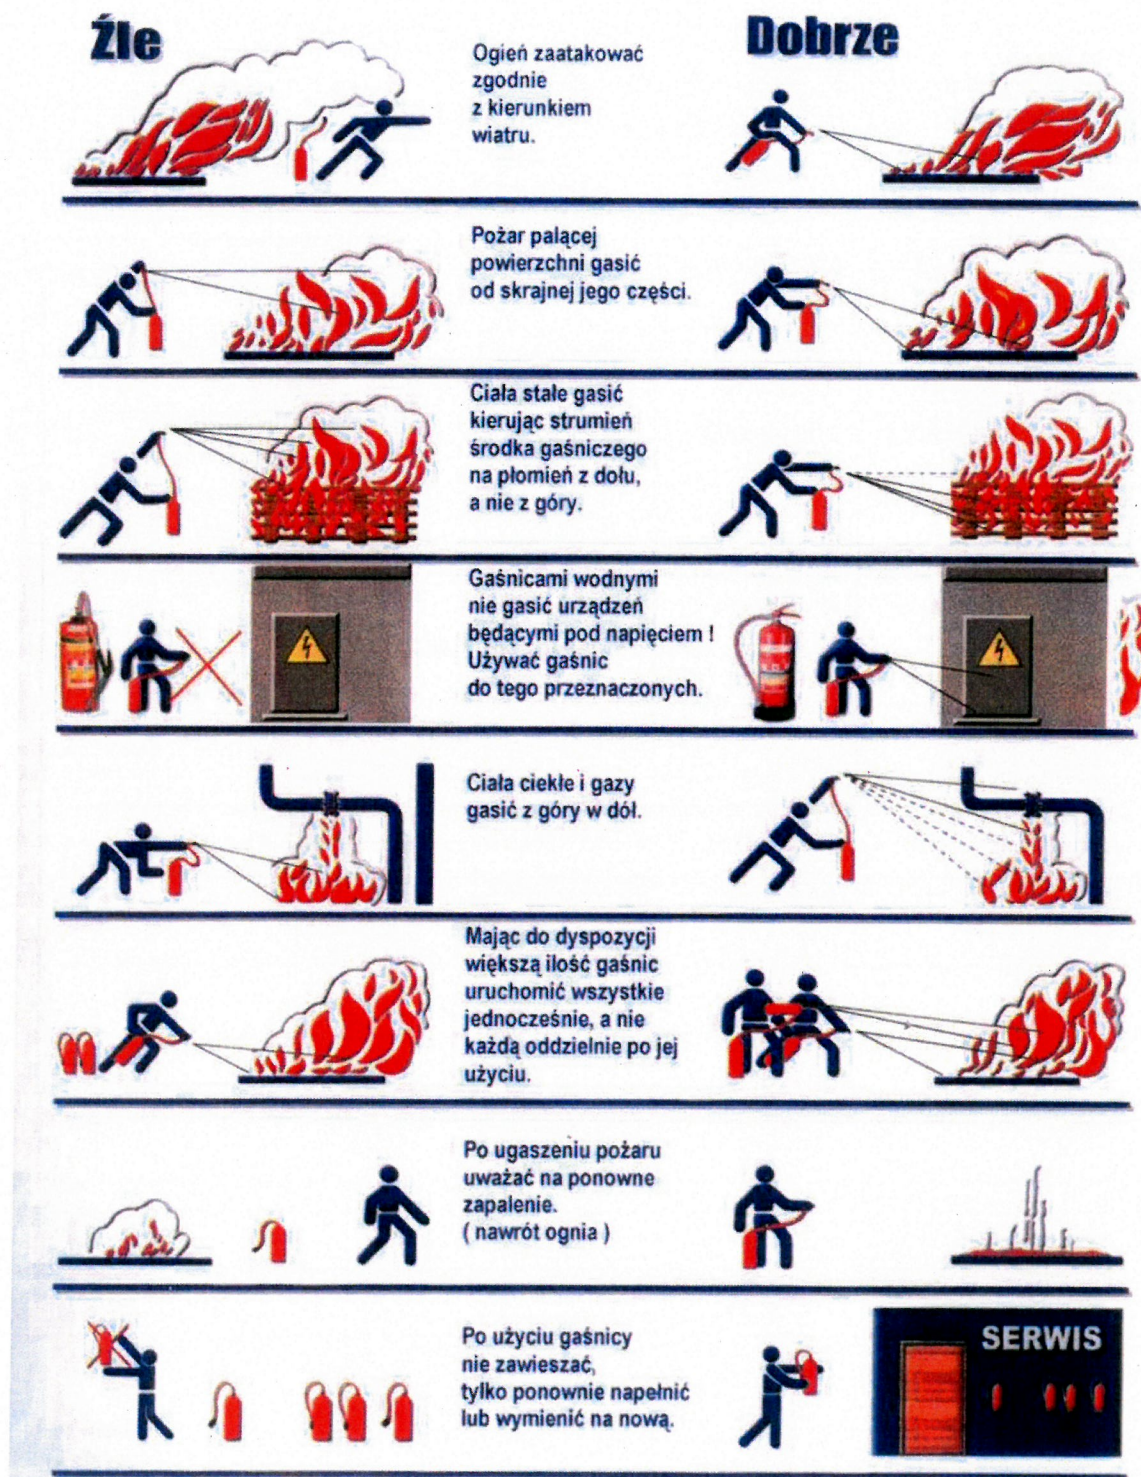 Źle
Dobrze
Ogień zaatakować
zgodnie
z kierunkiem
wiatru.
Pożar palącej
powierzchni gasić
od skrajnej jego części.
Ciała stałe gasić
kierując strumień
środka gaśniczego
na płomień z dołu,
a nie z góry.
Gaśnicami wodnymi
nie gasić urządzeń
będącymi pod napięciem !
Używać gaśnic
do tego przeznaczonych.
Ciała ciekłe i gazy
gasić z góry w dół.
Mając do dyspozycji
większą ilość gaśnic
uruchomić wszystkie
jednocześnie, a nie
każdą oddzielnie po jej
użyciu.
Po ugaszeniu pożaru
uważać na ponowne
zapalenie.
( nawrót ognia )
Po użyciu gaśnicy
nie zawieszać,
tylko ponownie napełnić
lub wymienić na nową.
SERWIS